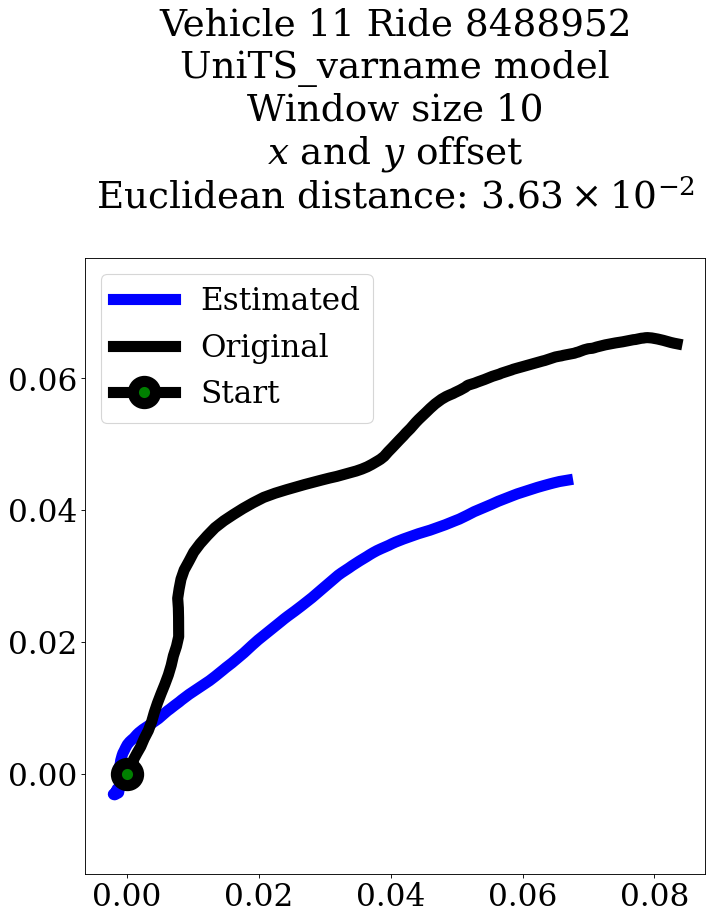 Vehicle 11 Ride 8488952
UniTS_varname model
Window size 10
x and y offset
Euclidean distance: 3.63 × 10⁻²
Estimated
Original
Start
0.06
0.04
0.02
0.00
0.00 0.02 0.04 0.06 0.08